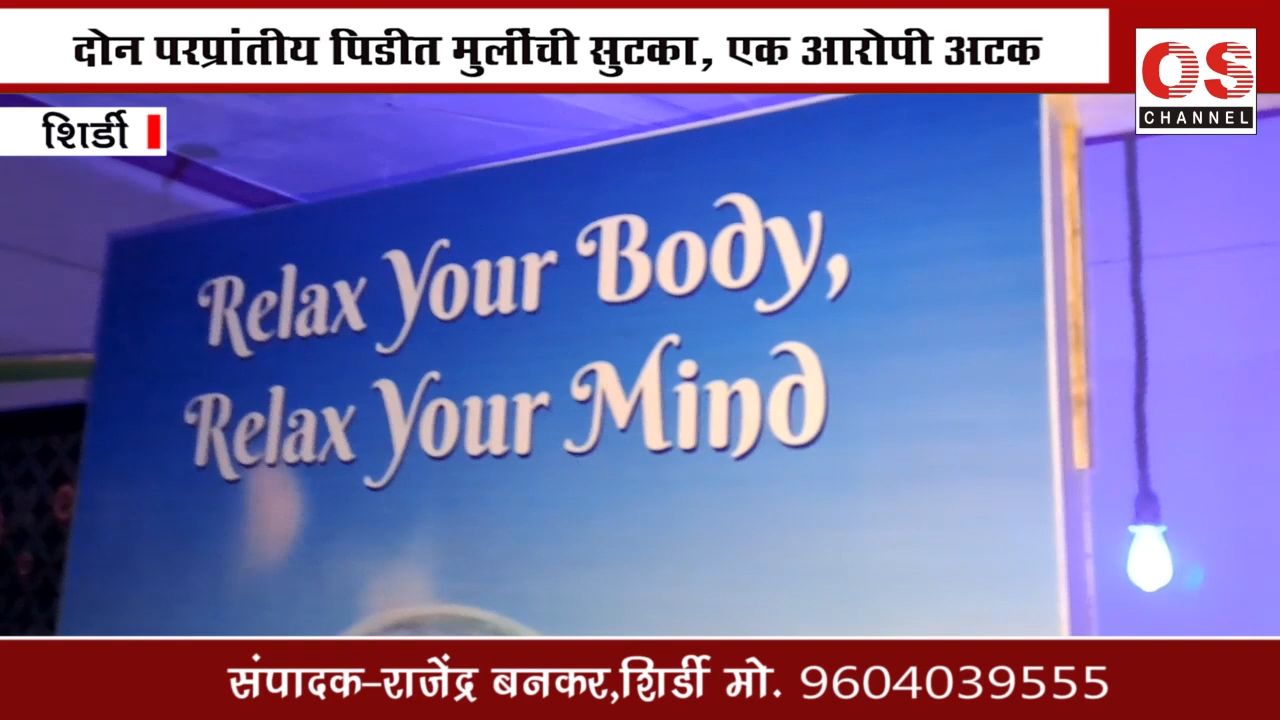 दोन परप्रांतीय पिडीत मुलींची सुटका, एक आरोपी अटक
OS
CHANNEL
शिर्डी
Relax Your Body,
Relax Your Mind
संपादक-राजेंद्र बनकर,शिर्डी मो. 9604039555